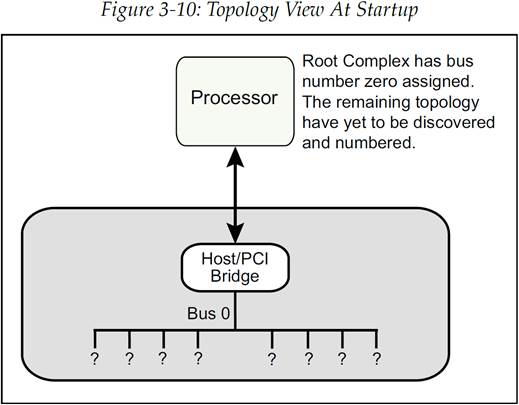 Figure 3-10: Topology View At Startup
Processor
Root Complex has bus
number zero assigned.
The remaining topology
have yet to be discovered
and numbered.
Host/PCI
Bridge
Bus 0
? ? ? ? ? ? ? ?